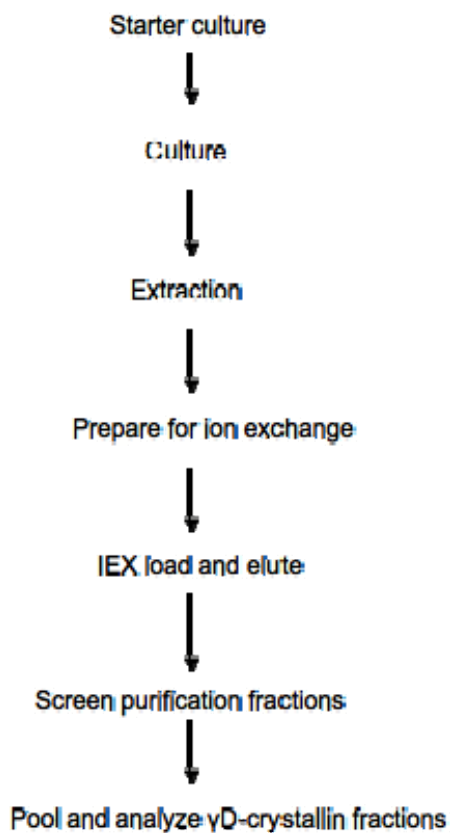 Starter culture
Culture
Extraction
Prepare for ion exchange
IEX load and elute
Screen purification fractions
Pool and analyze γD-crystallin fractions